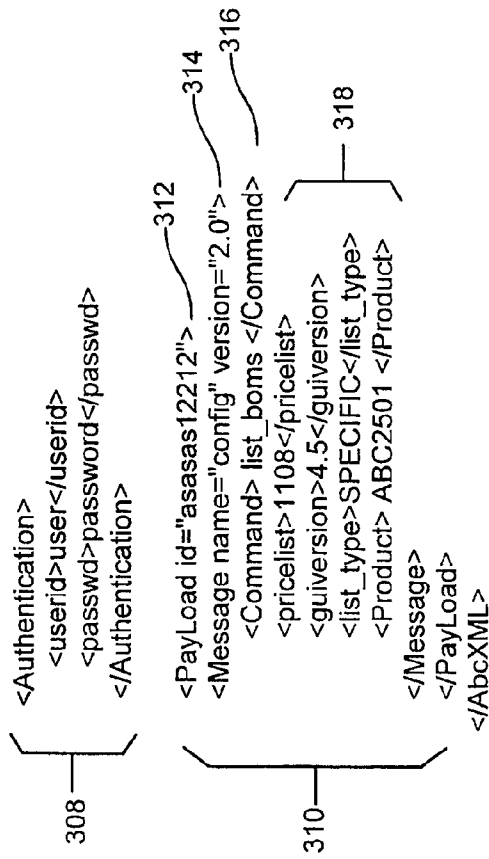 <Authentication>
<userid>user</userid>
<passwd>password</passwd>
</Authentication>
308
<PayLoad id="asasas12212">
312
<Message name="config" version="2.0">
314
<Command> list_boms </Command>
316
<pricelist>1108</pricelist>
<guiversion>4.5</guiversion>
<list_type>SPECIFIC</list_type>
<Product> ABC2501 </Product>
318
</Message>
</PayLoad>
310
</AbcXML>